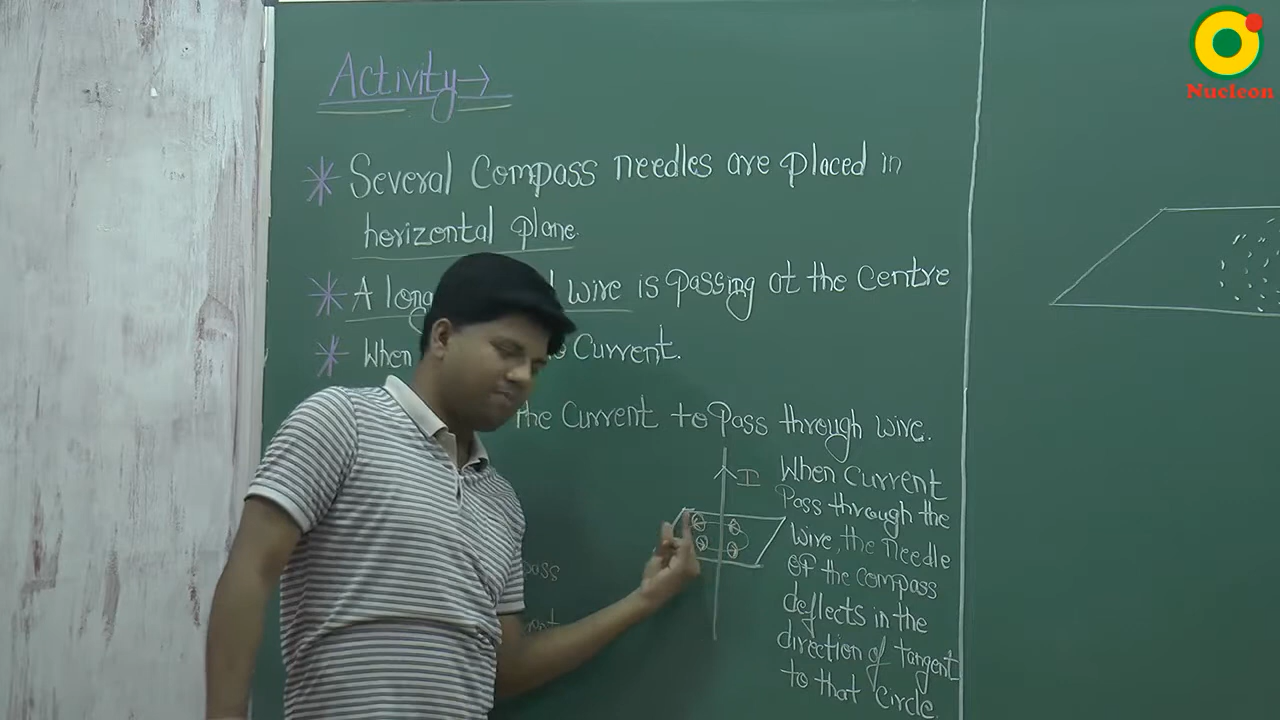 Activity →
* Several Compass needles are placed in
horizontal plane.
* A long wire is passing at the Centre
* When Current.
the Current to Pass through wire.
I
When Current
Pass through the
wire, the needle
of the compass
deflects in the
direction of tangent
to that Circle.
Nucleon